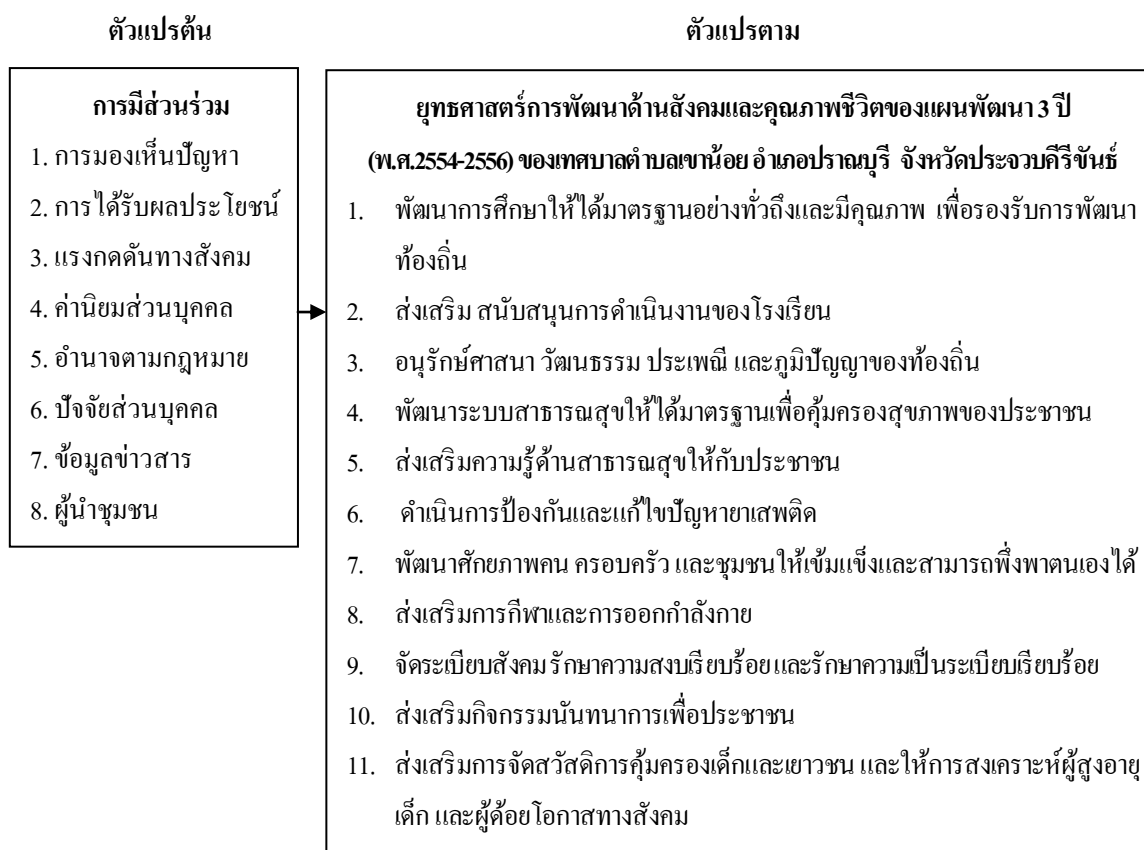 ตัวแปรต้น
ตัวแปรตาม
การมีส่วนร่วม
1. การมองเห็นปัญหา
2. การได้รับผลประโยชน์
3. แรงกดดันทางสังคม
4. ค่านิยมส่วนบุคคล
5. อำนาจตามกฎหมาย
6. ปัจจัยส่วนบุคคล
7. ข้อมูลข่าวสาร
8. ผู้นำชุมชน
ยุทธศาสตร์การพัฒนาด้านสังคมและคุณภาพชีวิตของแผนพัฒนา 3 ปี
(พ.ศ.2554-2556) ของเทศบาลตำบลเขาน้อย อำเภอปราณบุรี จังหวัดประจวบคีรีขันธ์
1. พัฒนาการศึกษาให้ได้มาตรฐานอย่างทั่วถึงและมีคุณภาพ เพื่อรองรับการพัฒนา
ท้องถิ่น
2. ส่งเสริม สนับสนุนการดำเนินงานของโรงเรียน
3. อนุรักษ์ศาสนา วัฒนธรรม ประเพณี และภูมิปัญญาของท้องถิ่น
4. พัฒนาระบบสาธารณสุขให้ได้มาตรฐานเพื่อคุ้มครองสุขภาพของประชาชน
5. ส่งเสริมความรู้ด้านสาธารณสุขให้กับประชาชน
6. ดำเนินการป้องกันและแก้ไขปัญหายาเสพติด
7. พัฒนาศักยภาพคน ครอบครัว และชุมชนให้เข้มแข็งและสามารถพึ่งพาตนเองได้
8. ส่งเสริมการกีฬาและการออกกำลังกาย
9. จัดระเบียบสังคม รักษาความสงบเรียบร้อยและรักษาความเป็นระเบียบเรียบร้อย
10. ส่งเสริมกิจกรรมนันทนาการเพื่อประชาชน
11. ส่งเสริมการจัดสวัสดิการคุ้มครองเด็กและเยาวชน และให้การสงเคราะห์ผู้สูงอายุ
เด็ก และผู้ด้อยโอกาสทางสังคม